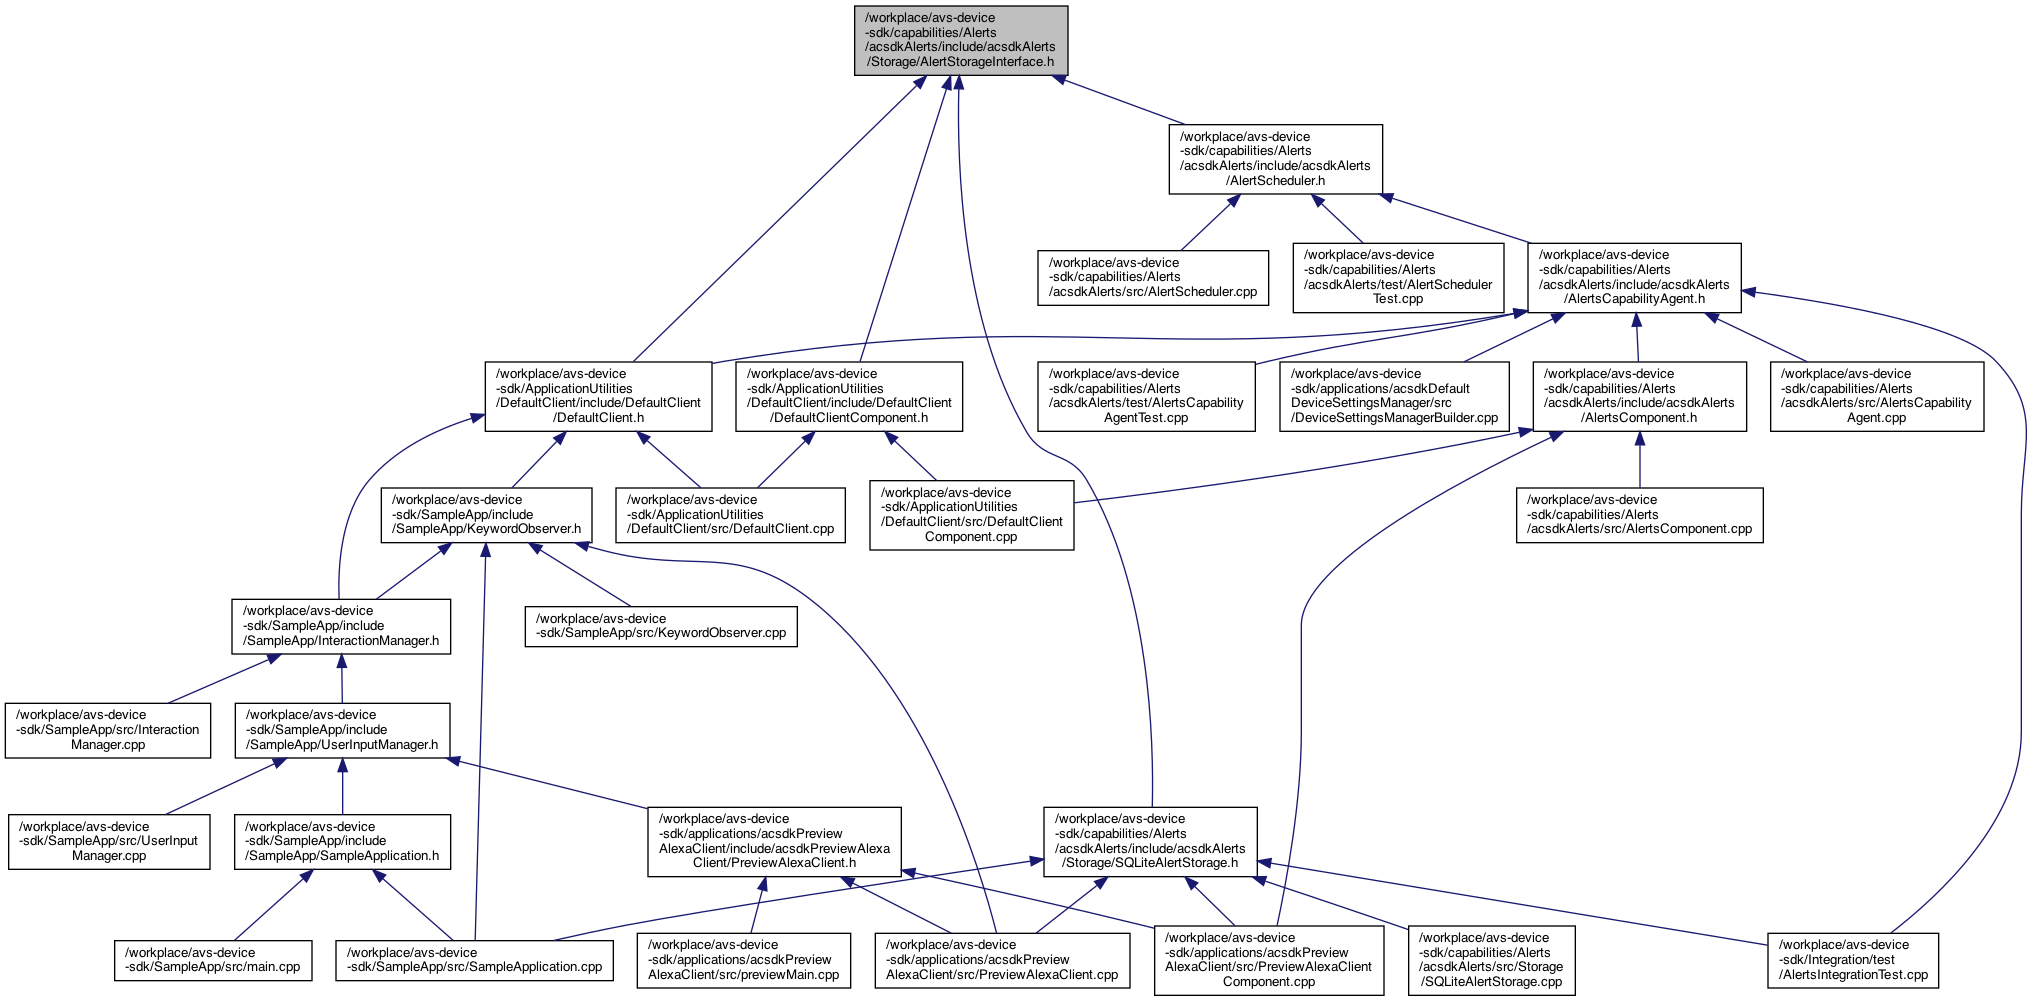 /workplace/avs-device
-sdk/capabilities/Alerts
/acsdkAlerts/include/acsdkAlerts
/Storage/AlertStorageInterface.h
/workplace/avs-device
-sdk/capabilities/Alerts
/acsdkAlerts/include/acsdkAlerts
/AlertScheduler.h
/workplace/avs-device
-sdk/capabilities/Alerts
/acsdkAlerts/src/AlertScheduler.cpp
/workplace/avs-device
-sdk/capabilities/Alerts
/acsdkAlerts/test/AlertScheduler
Test.cpp
/workplace/avs-device
-sdk/capabilities/Alerts
/acsdkAlerts/include/acsdkAlerts
/AlertsCapabilityAgent.h
/workplace/avs-device
-sdk/ApplicationUtilities
/DefaultClient/include/DefaultClient
/DefaultClient.h
/workplace/avs-device
-sdk/ApplicationUtilities
/DefaultClient/include/DefaultClient
/DefaultClientComponent.h
/workplace/avs-device
-sdk/capabilities/Alerts
/acsdkAlerts/test/AlertsCapability
AgentTest.cpp
/workplace/avs-device
-sdk/applications/acsdkDefault
DeviceSettingsManager/src
/DeviceSettingsManagerBuilder.cpp
/workplace/avs-device
-sdk/capabilities/Alerts
/acsdkAlerts/include/acsdkAlerts
/AlertsComponent.h
/workplace/avs-device
-sdk/capabilities/Alerts
/acsdkAlerts/src/AlertsCapability
Agent.cpp
/workplace/avs-device
-sdk/SampleApp/include
/SampleApp/KeywordObserver.h
/workplace/avs-device
-sdk/ApplicationUtilities
/DefaultClient/src/DefaultClient.cpp
/workplace/avs-device
-sdk/ApplicationUtilities
/DefaultClient/src/DefaultClient
Component.cpp
/workplace/avs-device
-sdk/capabilities/Alerts
/acsdkAlerts/src/AlertsComponent.cpp
/workplace/avs-device
-sdk/SampleApp/include
/SampleApp/InteractionManager.h
/workplace/avs-device
-sdk/SampleApp/src/KeywordObserver.cpp
/workplace/avs-device
-sdk/SampleApp/src/Interaction
Manager.cpp
/workplace/avs-device
-sdk/SampleApp/include
/SampleApp/UserInputManager.h
/workplace/avs-device
-sdk/SampleApp/src/UserInput
Manager.cpp
/workplace/avs-device
-sdk/SampleApp/include
/SampleApp/SampleApplication.h
/workplace/avs-device
-sdk/applications/acsdkPreview
AlexaClient/include/acsdkPreviewAlexa
Client/PreviewAlexaClient.h
/workplace/avs-device
-sdk/capabilities/Alerts
/acsdkAlerts/include/acsdkAlerts
/Storage/SQLiteAlertStorage.h
/workplace/avs-device
-sdk/SampleApp/src/main.cpp
/workplace/avs-device
-sdk/SampleApp/src/SampleApplication.cpp
/workplace/avs-device
-sdk/applications/acsdkPreview
AlexaClient/src/previewMain.cpp
/workplace/avs-device
-sdk/applications/acsdkPreview
AlexaClient/src/PreviewAlexaClient.cpp
/workplace/avs-device
-sdk/applications/acsdkPreview
AlexaClient/src/PreviewAlexaClient
Component.cpp
/workplace/avs-device
-sdk/capabilities/Alerts
/acsdkAlerts/src/Storage
/SQLiteAlertStorage.cpp
/workplace/avs-device
-sdk/Integration/test
/AlertsIntegrationTest.cpp